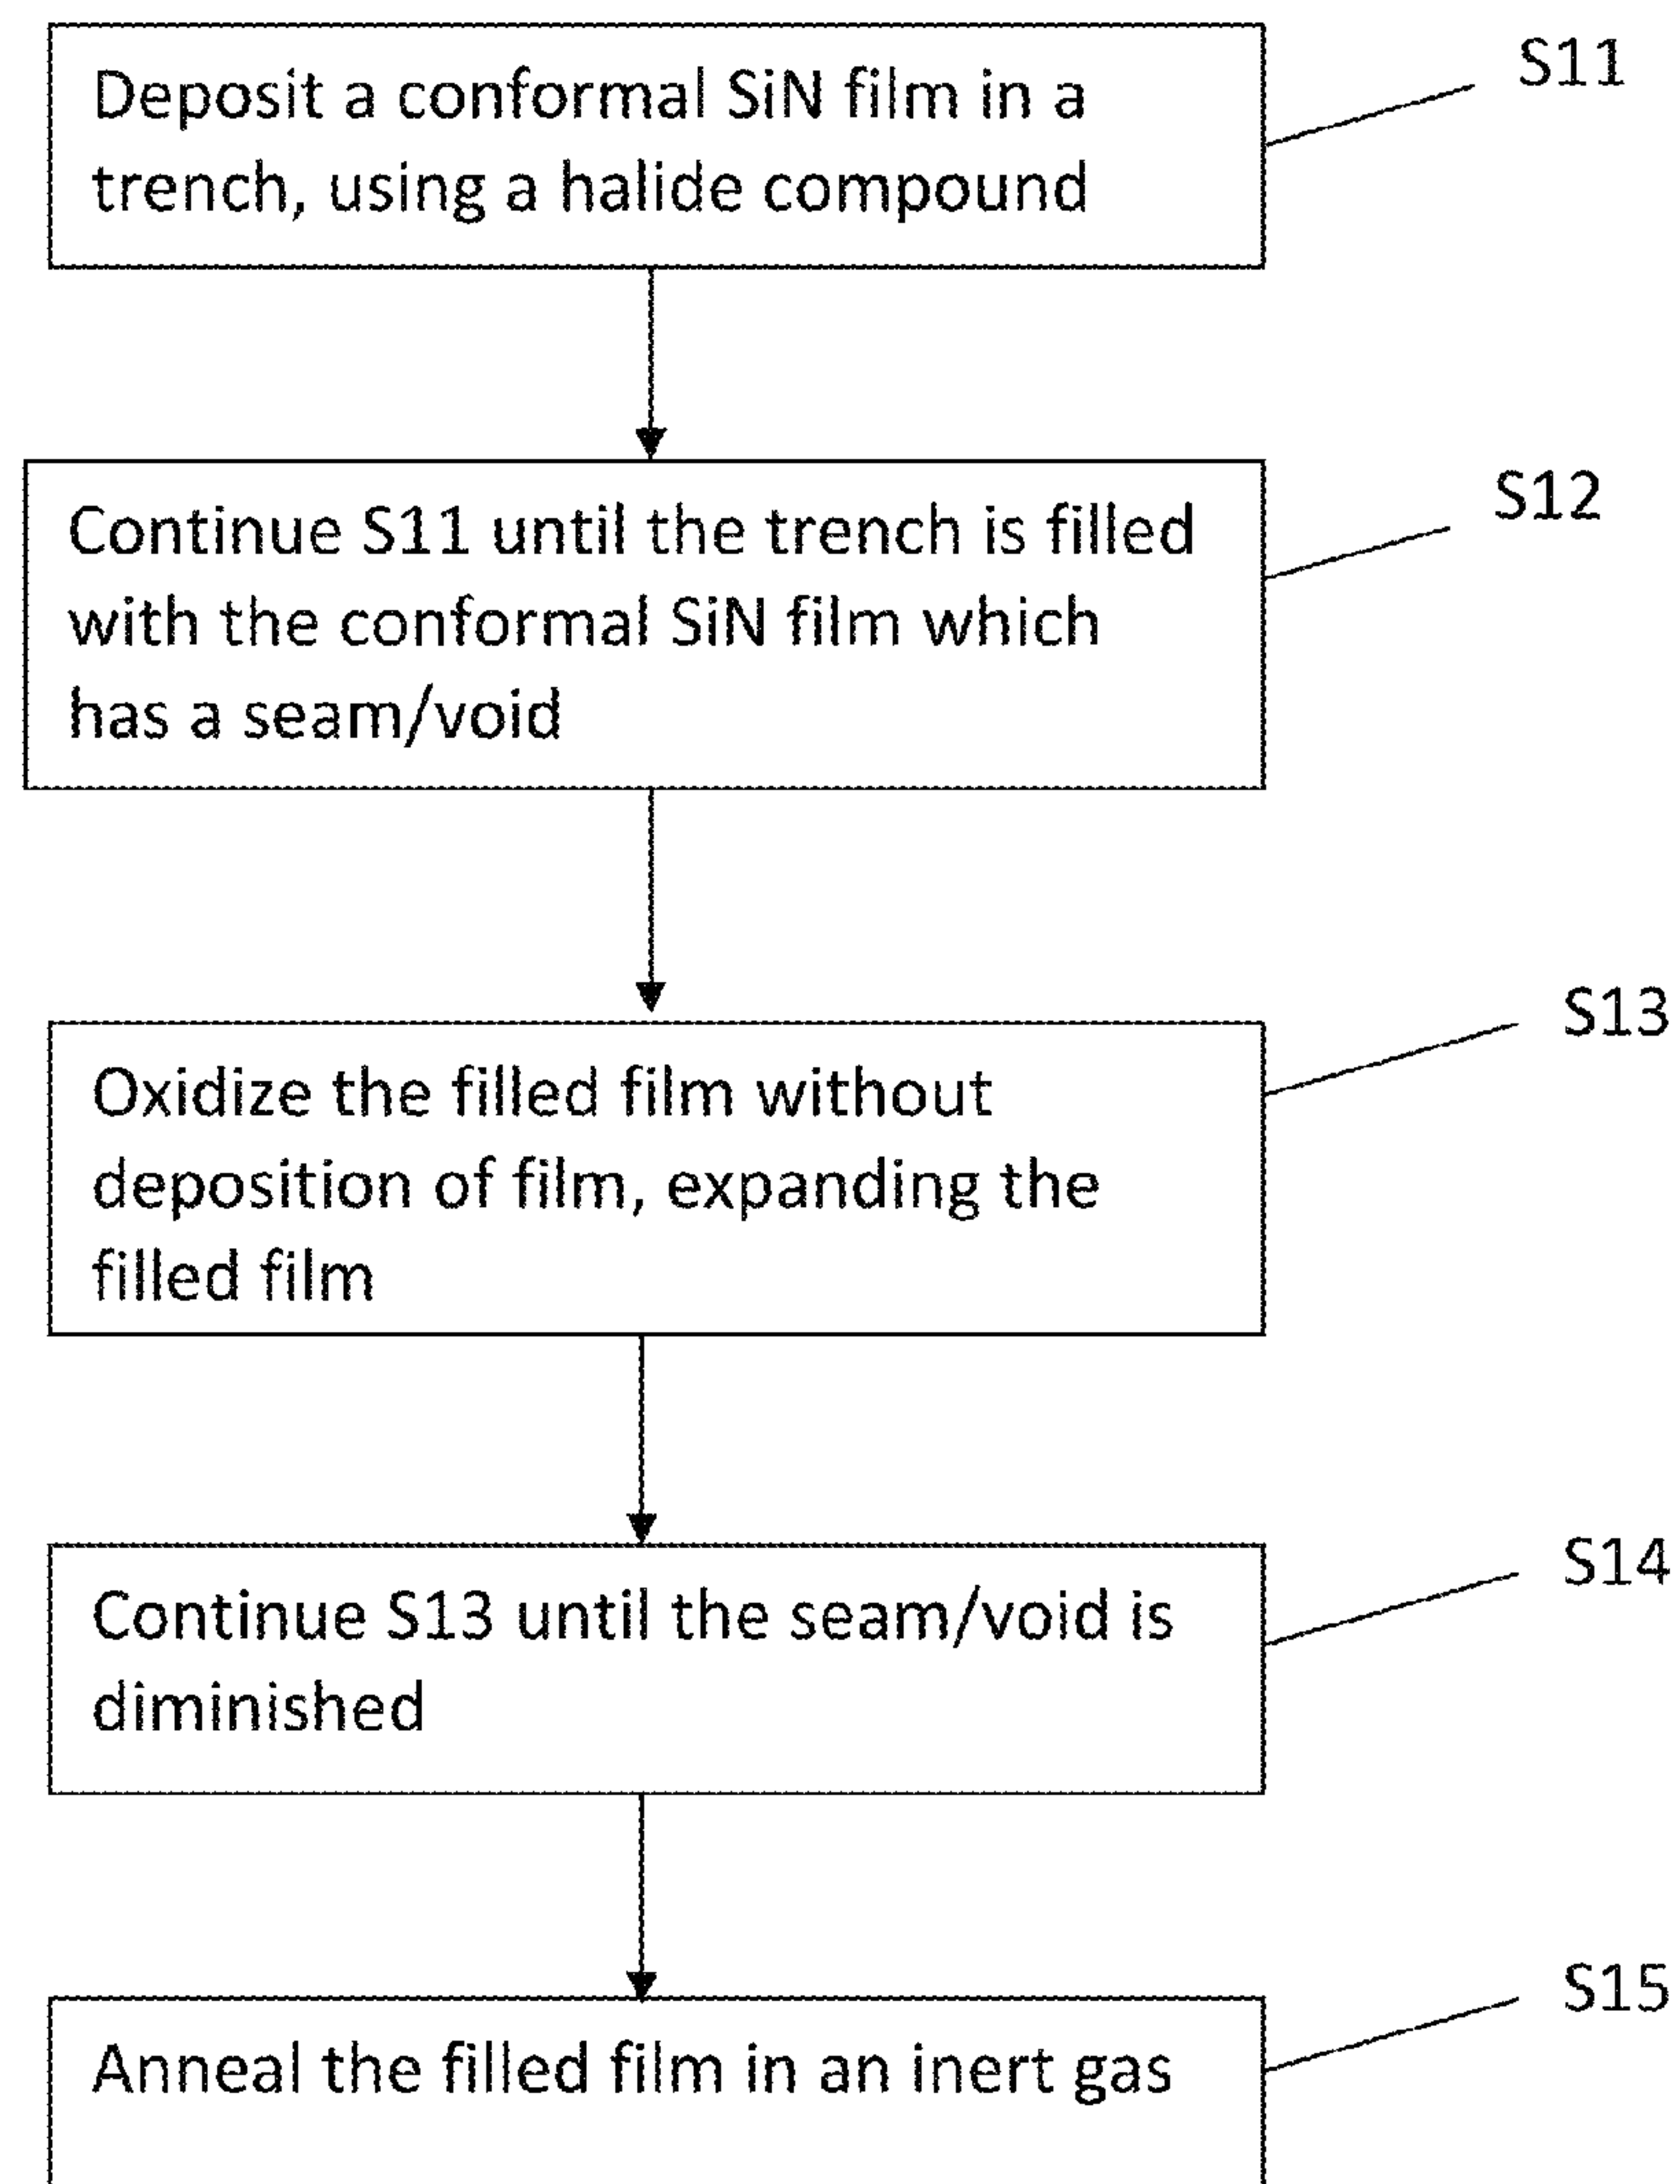 Deposit a conformal SiN film in a
trench, using a halide compound
S11
Continue S11 until the trench is filled
with the conformal SiN film which
has a seam/void
S12
Oxidize the filled film without
deposition of film, expanding the
filled film
S13
Continue S13 until the seam/void is
diminished
S14
Anneal the filled film in an inert gas
S15